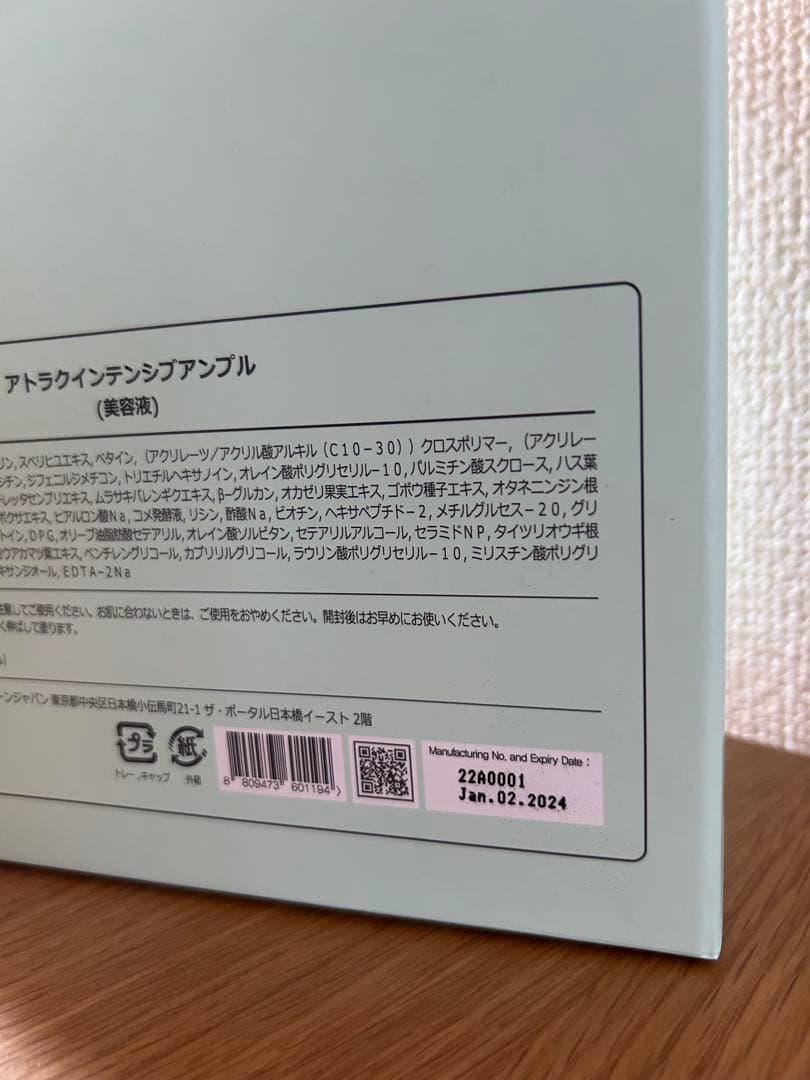 アトラクインテンシブアンプル
(美容液)
リン, スベリヒユエキス, ベタイン, (アクリレーツ/アクリル酸アルキル (C10-30)) クロスポリマー, (アクリレー
シチン, ジフェニルジメチコン, トリエチルヘキサノイン, オレイン酸ポリグリセリル-10, パルミチン酸スクロース, ハス葉
ドレッタセンブリエキス, ムラサキバレンギクエキス, β-グルカン, オカゼリ果実エキス, ゴボウ種子エキス, オタネニンジン根
ボクサエキス, ヒアルロン酸Na, コメ発酵液, リシン, 酢酸Na, ビオチン, ヘキサペプチド-2, メチルグルセス-20, グリ
トイン, DPG, オリーブ油脂肪酸セテアリル, オレイン酸ソルビタン, セテアリルアルコール, セラミドNP, タイツリオウギ根
ウアカマツ葉エキス, ペンチレングリコール, カプリリルグリコール, ラウリン酸ポリグリセリル-10, ミリスチン酸ポリグリ
キサンジオール, EDTA-2Na
注意してご使用ください。お肌に合わないときは、ご使用をおやめください。開封後はお早めにお使いください。
く伸ばして塗ります。
ル)
ーンジャパン 東京都中央区日本橋小伝馬町21-1 ザ・ポータル日本橋イースト 2階
プラ
紙
トレー , キャップ
外箱
8 809473 601194 >
Manufacturing No. and Expiry Date :
22A0001
Jan.02.2024